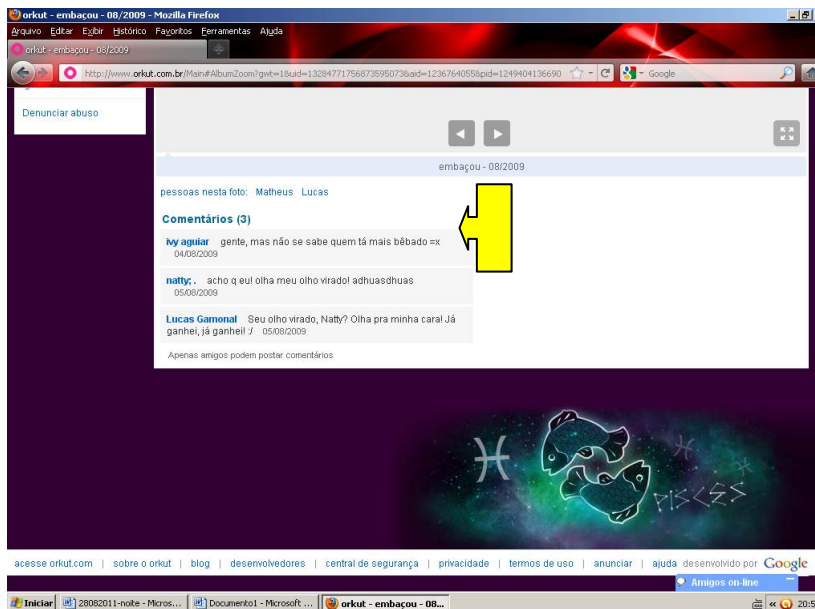 orkut - embaçou - 08/2009 - Mozilla Firefox
Arquivo Editar Exibir Histórico Favoritos Ferramentas Ajuda
orkut - embaçou - 08/2009
http://www.orkut.com.br/Main#AlbumZoom?gwt=1&uid=13284771756873595073&aid=1236764055&pid=1249404136690
Google
Denunciar abuso
embaçou - 08/2009
pessoas nesta foto: Matheus Lucas
Comentários (3)
ivy aguiar gente, mas não se sabe quem tá mais bêbado =x
04/08/2009
natty; . acho q eu! olha meu olho virado! adhuasdhuas
05/08/2009
Lucas Gamonal Seu olho virado, Natty? Olha pra minha cara! Já
ganhei, já ganhei! :/ 05/08/2009
Apenas amigos podem postar comentários
PISCES
acesse orkut.com | sobre o orkut | blog | desenvolvedores | central de segurança | privacidade | termos de uso | anunciar | ajuda desenvolvido por Google
Amigos on-line
Iniciar 28082011-noite - Micros... Documento1 - Microsoft ... orkut - embaçou - 08...